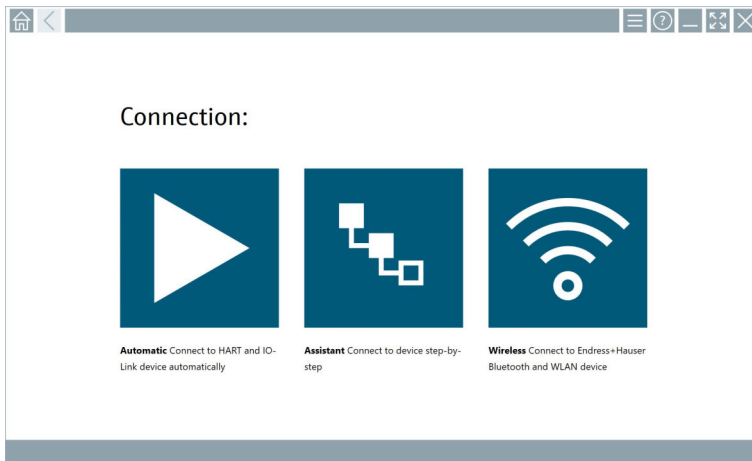 Connection:
Automatic Connect to HART and IO-
Link device automatically
Assistant Connect to device step-by-
step
Wireless Connect to Endress+Hauser
Bluetooth and WLAN device